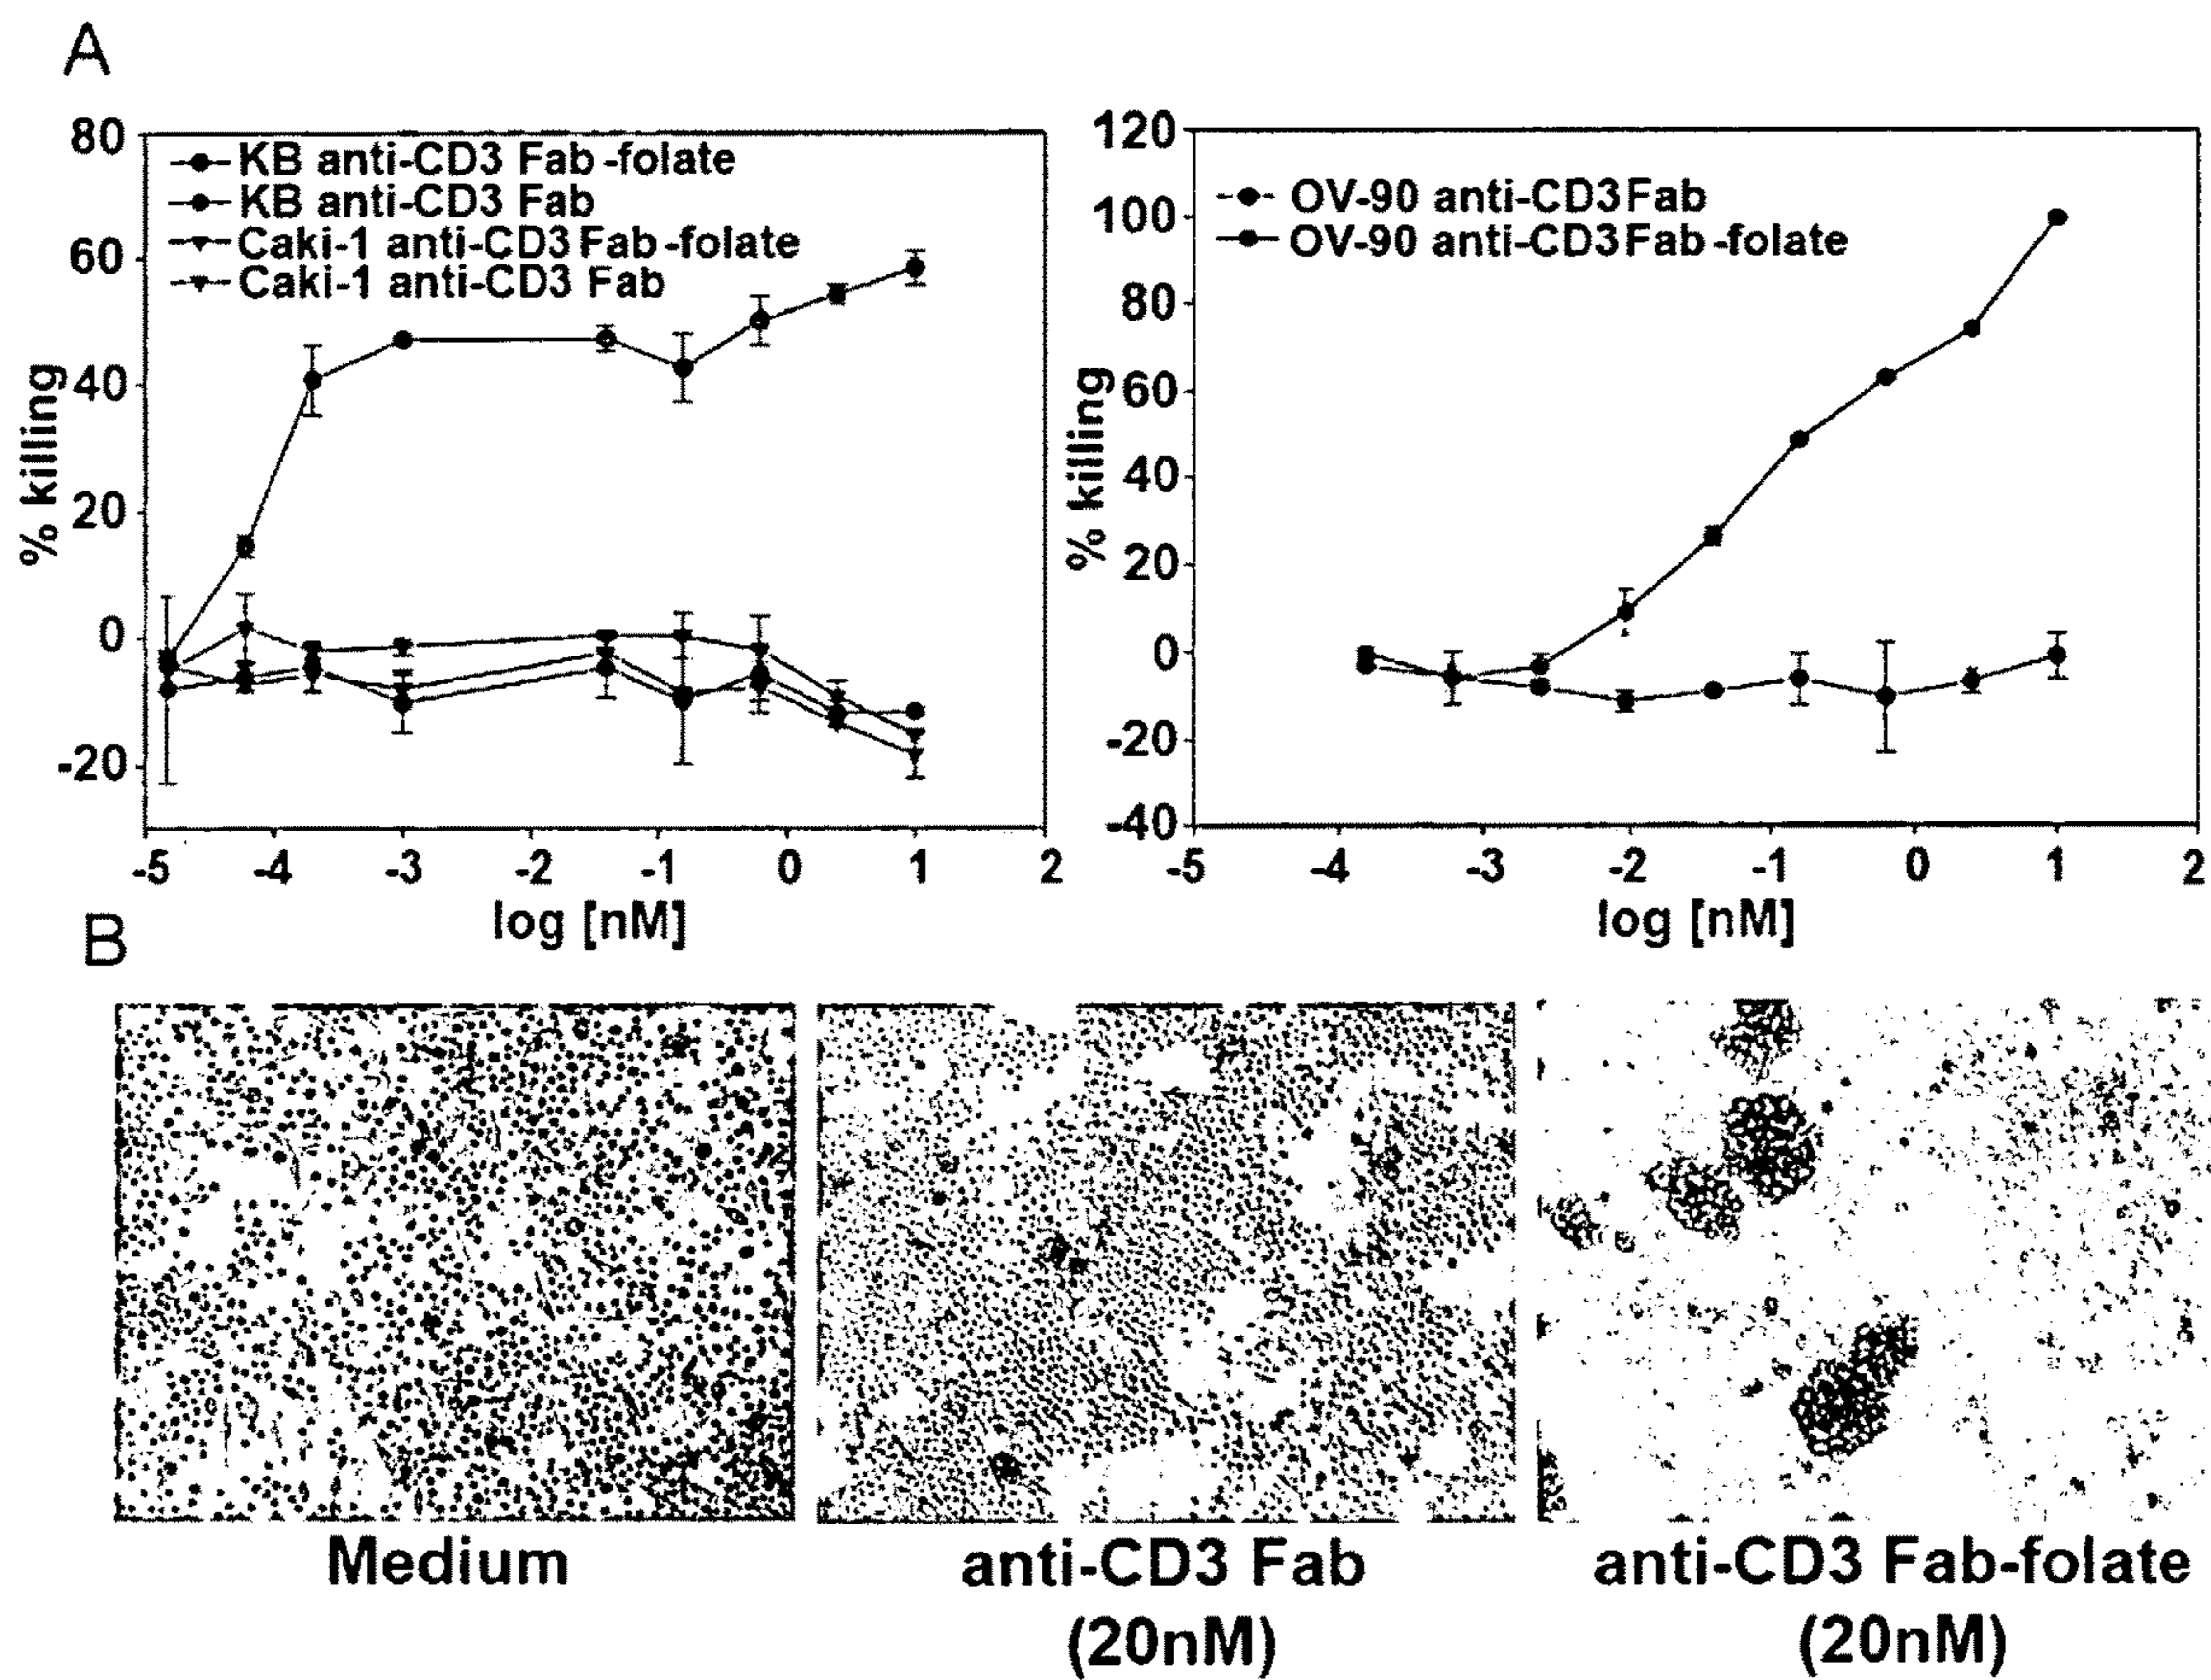 A
80
60
40
20
0
-20
% killing
KB anti-CD3 Fab-folate
KB anti-CD3 Fab
Caki-1 anti-CD3 Fab-folate
Caki-1 anti-CD3 Fab
-5 -4 -3 -2 -1 0 1 2
log [nM]
120
100
80
60
40
20
0
-20
-40
% killing
OV-90 anti-CD3 Fab
OV-90 anti-CD3 Fab-folate
-5 -4 -3 -2 -1 0 1 2
log [nM]
B
Medium
anti-CD3 Fab
(20nM)
anti-CD3 Fab-folate
(20nM)